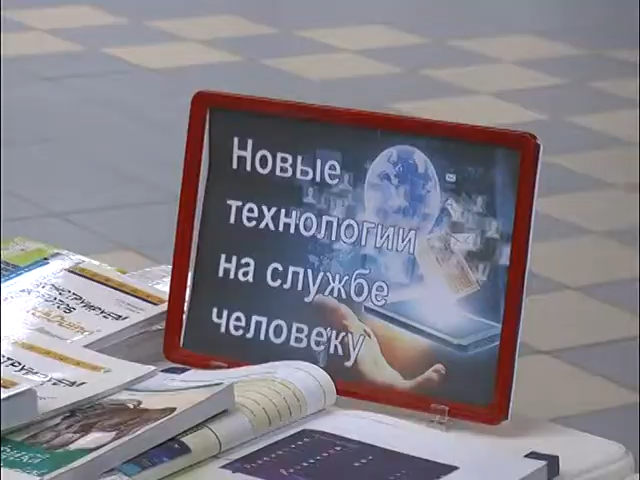 Новые
технологии
на службе
человеку